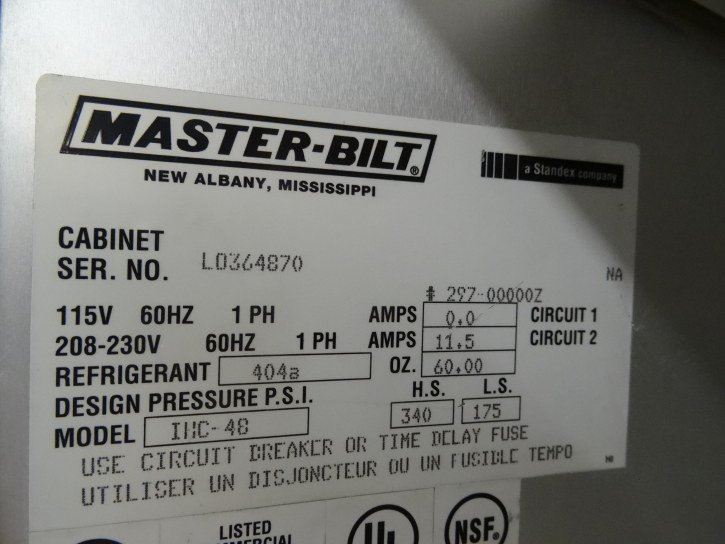 MASTER-BILT®
NEW ALBANY, MISSISSIPPI
a Standex company
CABINET
SER. NO. L0364870
NA
# 297-00000Z
115V 60HZ 1 PH AMPS 0.0 CIRCUIT 1
208-230V 60HZ 1 PH AMPS 11.5 CIRCUIT 2
REFRIGERANT 404a OZ. 60.00
DESIGN PRESSURE P.S.I. H.S. 340 L.S. 175
MODEL IHC-48
USE CIRCUIT BREAKER OR TIME DELAY FUSE
UTILISER UN DISJONCTEUR OU UN FUSIBLE TEMPO
LISTED
UL
NSF®